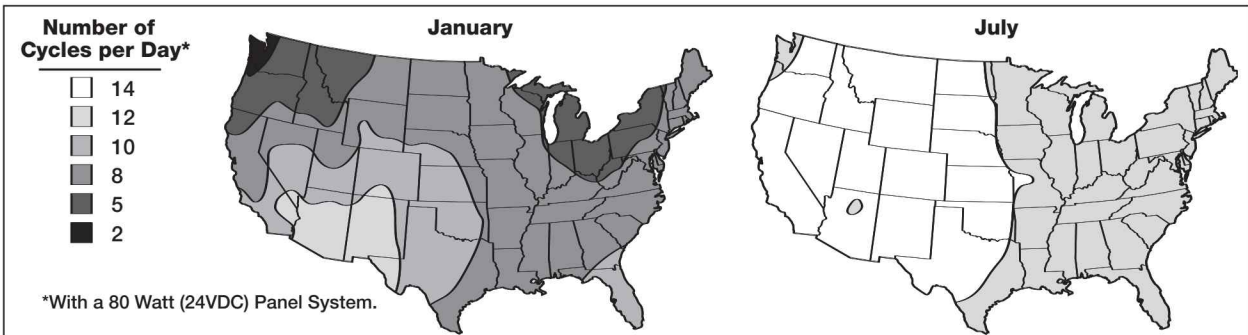 Number of
Cycles per Day*
14
12
10
8
5
2
*With a 80 Watt (24VDC) Panel System.
January
July